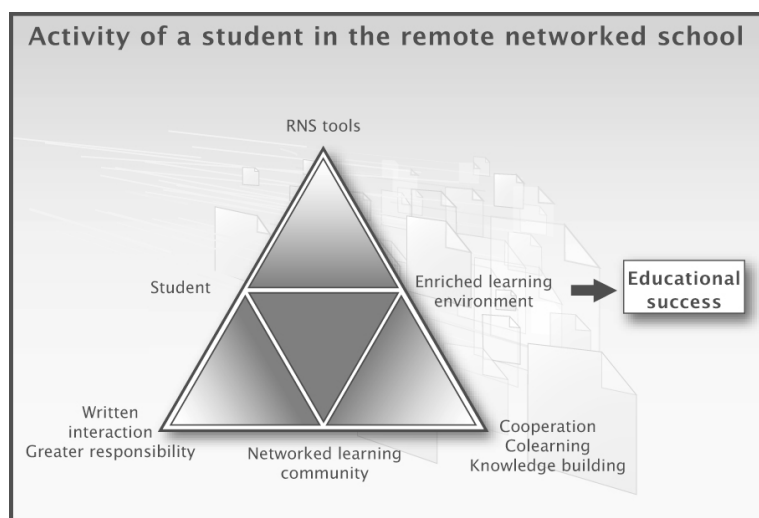 Activity of a student in the remote networked school
RNS tools
Student
Enriched learning
environment
Educational
success
Written
interaction
Greater responsibility
Networked learning
community
Cooperation
Colearning
Knowledge building